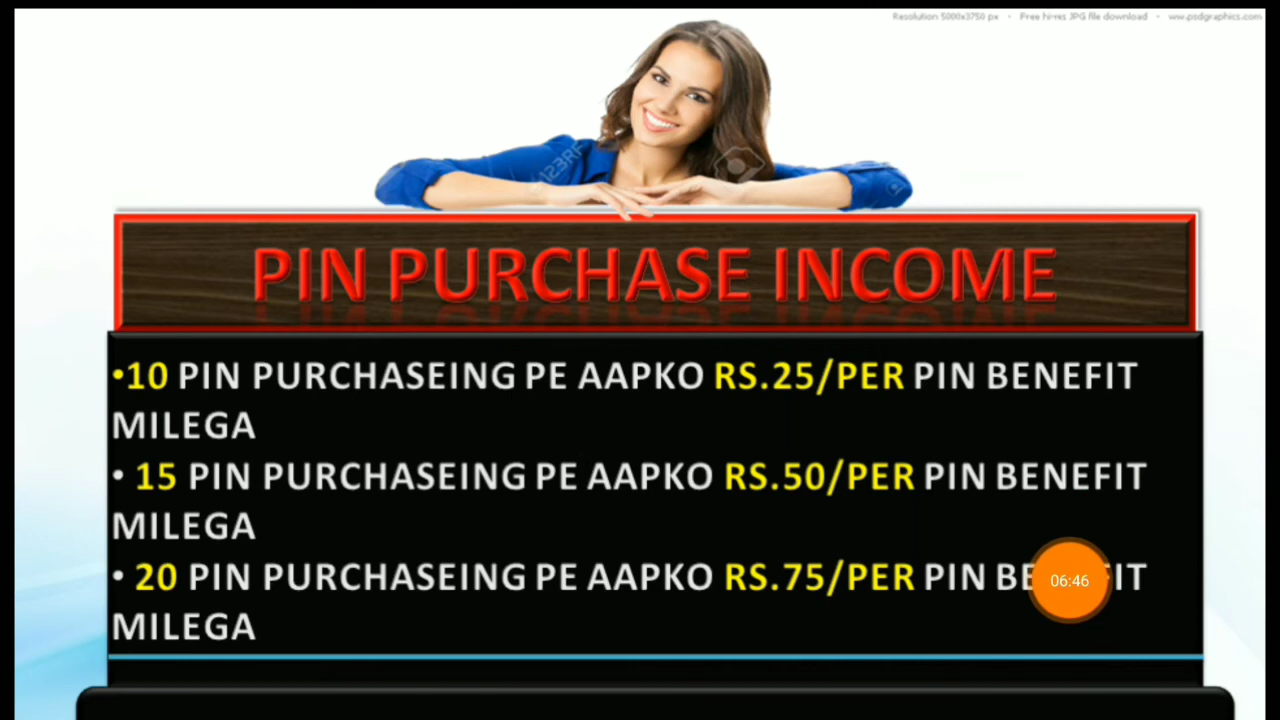 Resolution 5000x3750 px • Free hi-res JPG file download • www.psdgraphics.com
123RF
PIN PURCHASE INCOME
•10 PIN PURCHASEING PE AAPKO RS.25/PER PIN BENEFIT
MILEGA
• 15 PIN PURCHASEING PE AAPKO RS.50/PER PIN BENEFIT
MILEGA
• 20 PIN PURCHASEING PE AAPKO RS.75/PER PIN
06:46
MILEGA